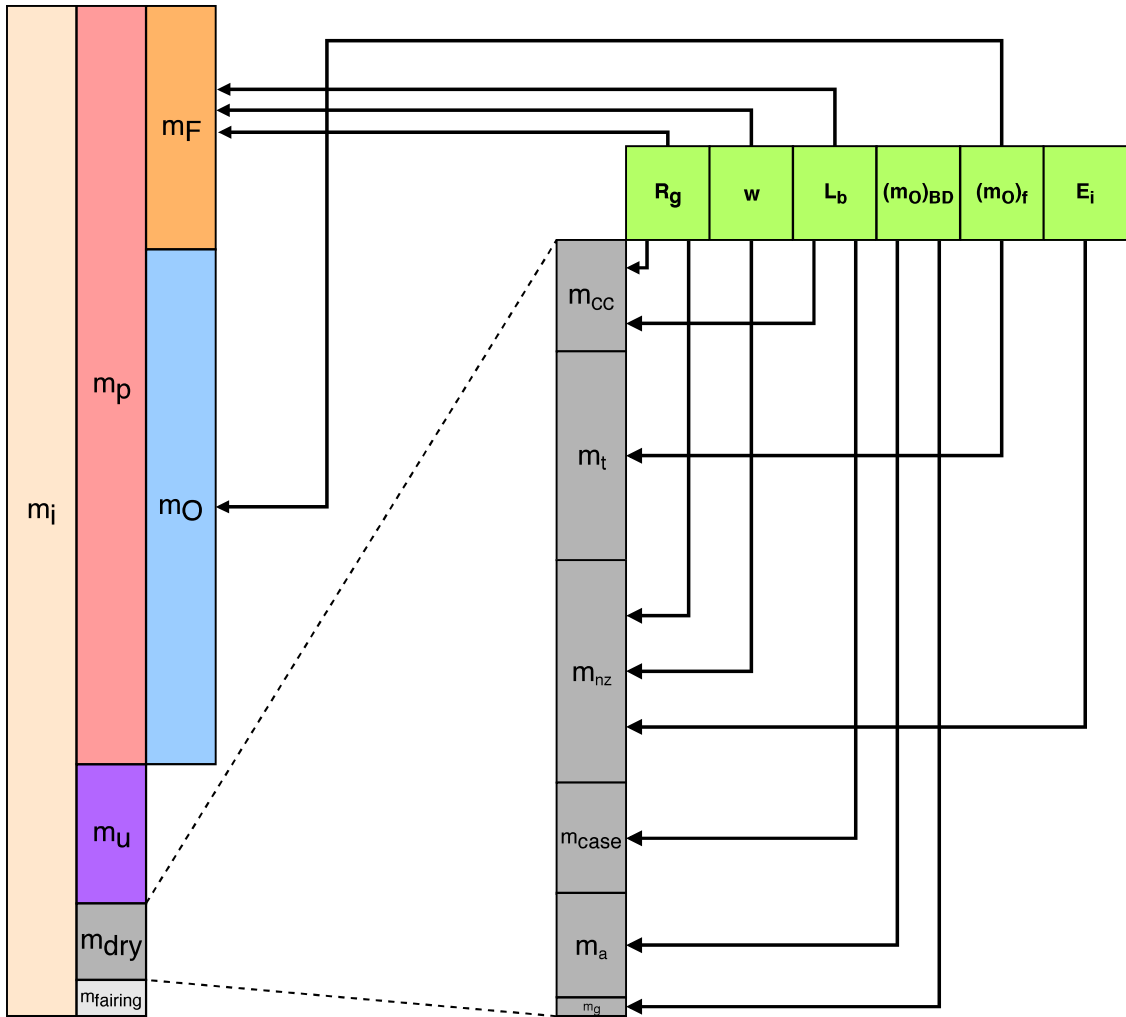 m_F
R_g
w
L_b
(m_O)_BD
(m_O)_f
E_i
m_CC
m_p
m_t
m_i
m_O
m_nz
m_u
m_case
m_dry
m_a
m_fairing
m_g